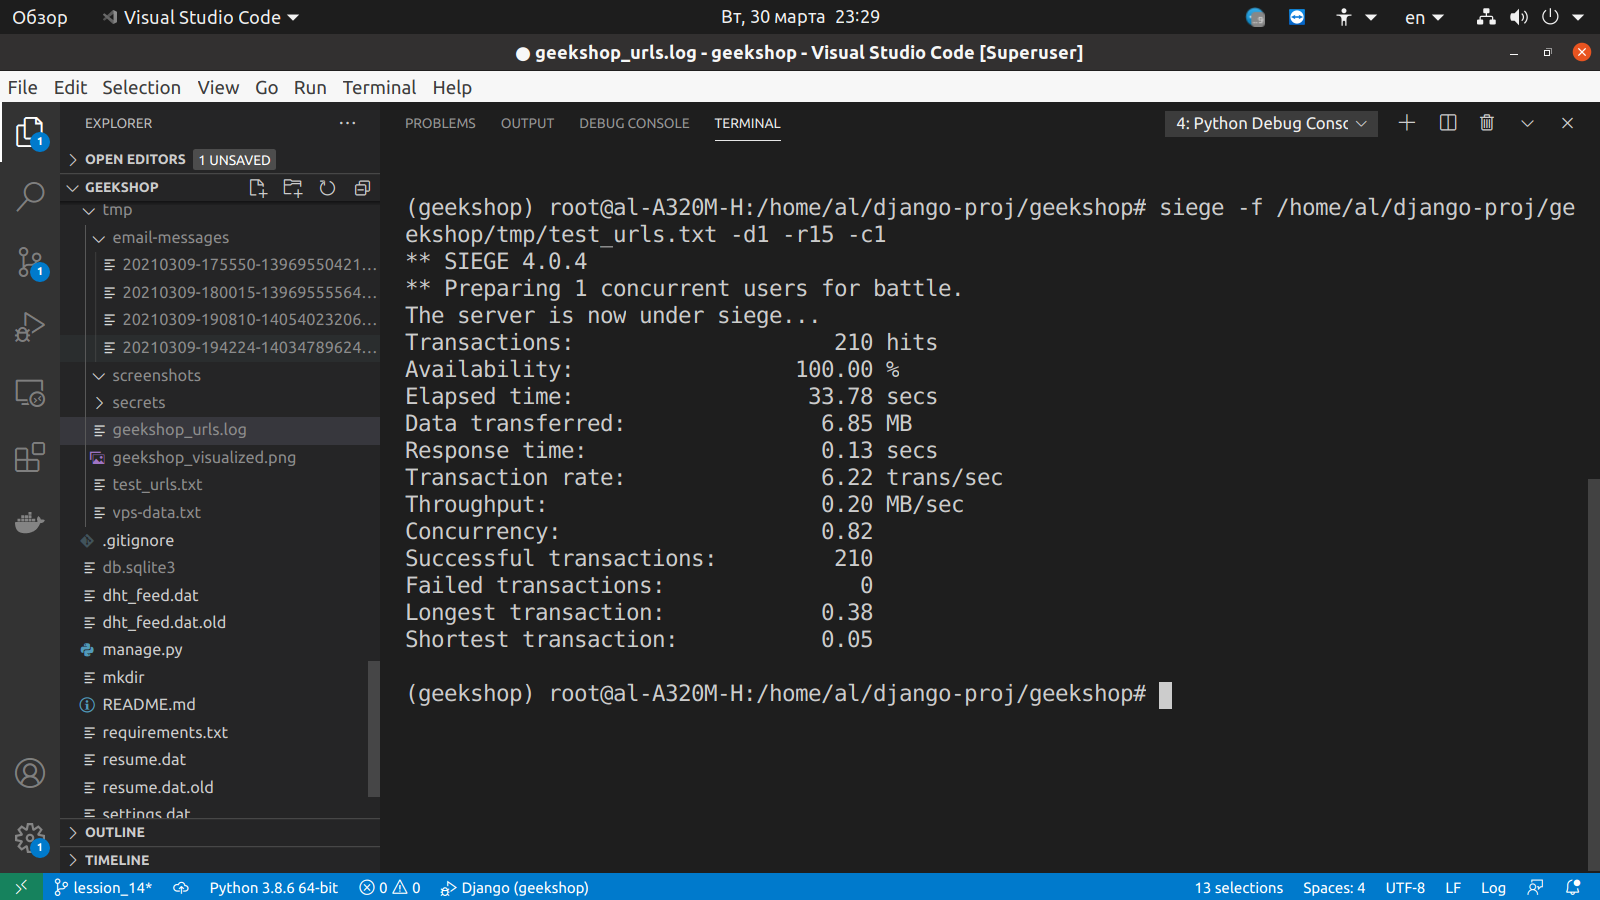 Обзор
Visual Studio Code
Вт, 30 марта 23:29
en
geekshop_urls.log - geekshop - Visual Studio Code [Superuser]
File Edit Selection View Go Run Terminal Help
EXPLORER
OPEN EDITORS 1 UNSAVED
GEEKSHOP
tmp
email-messages
20210309-175550-13969550421...
20210309-180015-13969555564...
20210309-190810-14054023206...
20210309-194224-14034789624...
screenshots
secrets
geekshop_urls.log
geekshop_visualized.png
test_urls.txt
vps-data.txt
.gitignore
db.sqlite3
dht_feed.dat
dht_feed.dat.old
manage.py
mkdir
README.md
requirements.txt
resume.dat
resume.dat.old
settings.dat
OUTLINE
TIMELINE
1
1
1
PROBLEMS OUTPUT DEBUG CONSOLE TERMINAL
4: Python Debug Consc
(geekshop) root@al-A320M-H:/home/al/django-proj/geekshop# siege -f /home/al/django-proj/ge
ekshop/tmp/test_urls.txt -d1 -r15 -c1
** SIEGE 4.0.4
** Preparing 1 concurrent users for battle.
The server is now under siege...
Transactions: 210 hits
Availability: 100.00 %
Elapsed time: 33.78 secs
Data transferred: 6.85 MB
Response time: 0.13 secs
Transaction rate: 6.22 trans/sec
Throughput: 0.20 MB/sec
Concurrency: 0.82
Successful transactions: 210
Failed transactions: 0
Longest transaction: 0.38
Shortest transaction: 0.05
(geekshop) root@al-A320M-H:/home/al/django-proj/geekshop#
lession_14* Python 3.8.6 64-bit 0 0 Django (geekshop) 13 selections Spaces: 4 UTF-8 LF Log